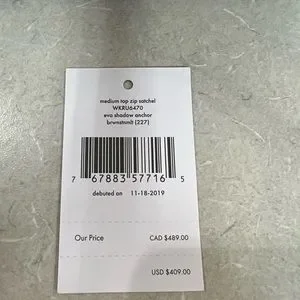 medium top zip satchel
WKRU6470
eva shadow anchor
brwnstnmlt (227)
7 67883 57716 5
debuted on 11-18-2019
Our Price CAD $489.00
USD $409.00